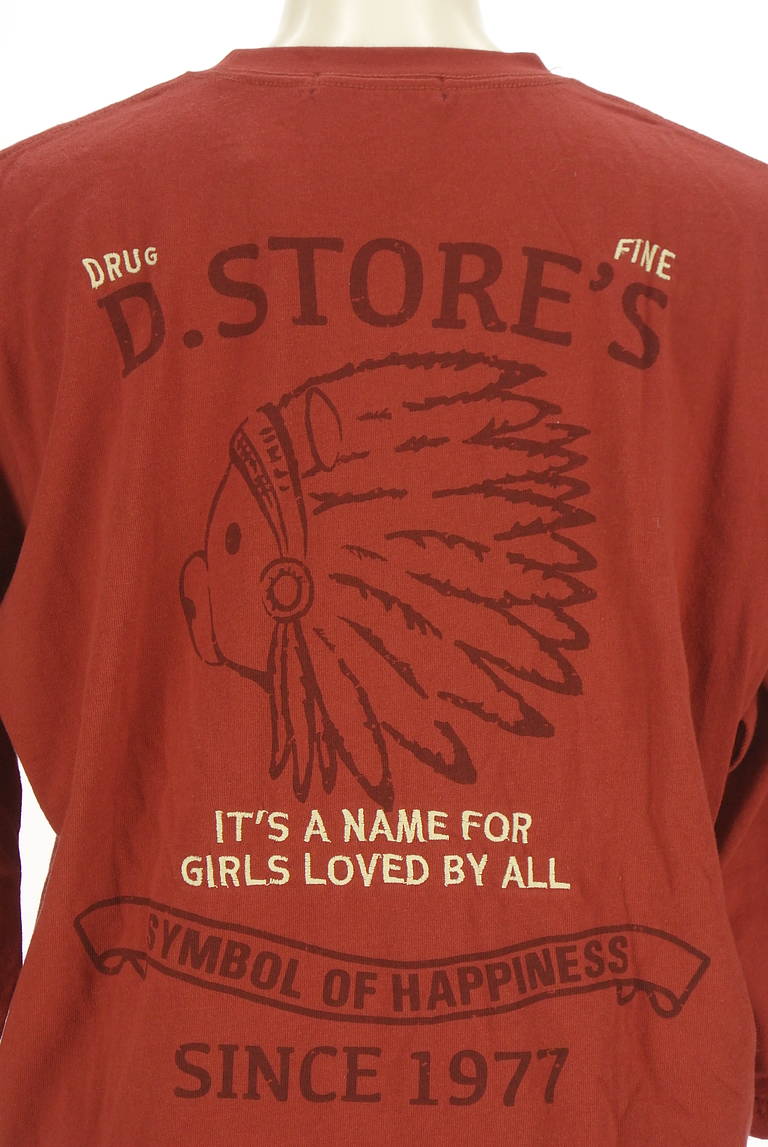 DRUG
FINE
D.STORE'S
IT'S A NAME FOR
GIRLS LOVED BY ALL
SYMBOL OF HAPPINESS
SINCE 1977